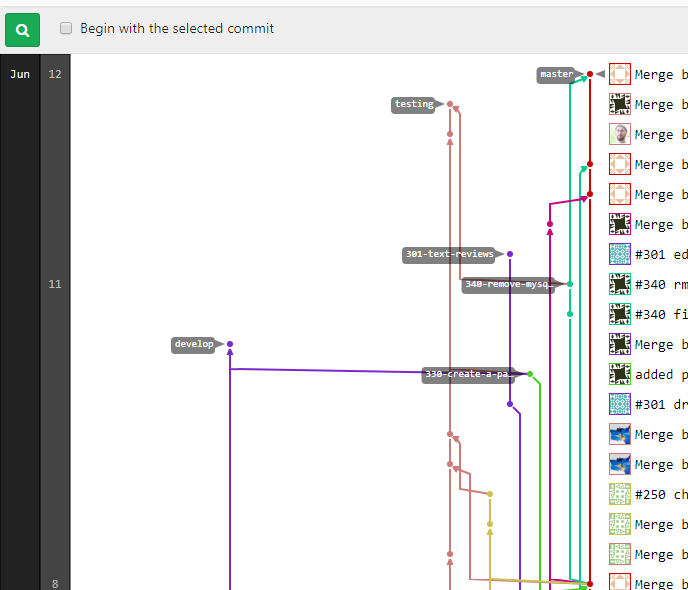 Begin with the selected commit
Jun 12 master Merge b
testing Merge b
Merge b
Merge b
Merge b
Merge b
301-text-reviews #301 ed
11 340-remove-mysq #340 rm
#340 fi
develop Merge b
330-create-a-pa added p
#301 dr
Merge b
Merge b
#250 ch
Merge b
Merge b
8 Merge b